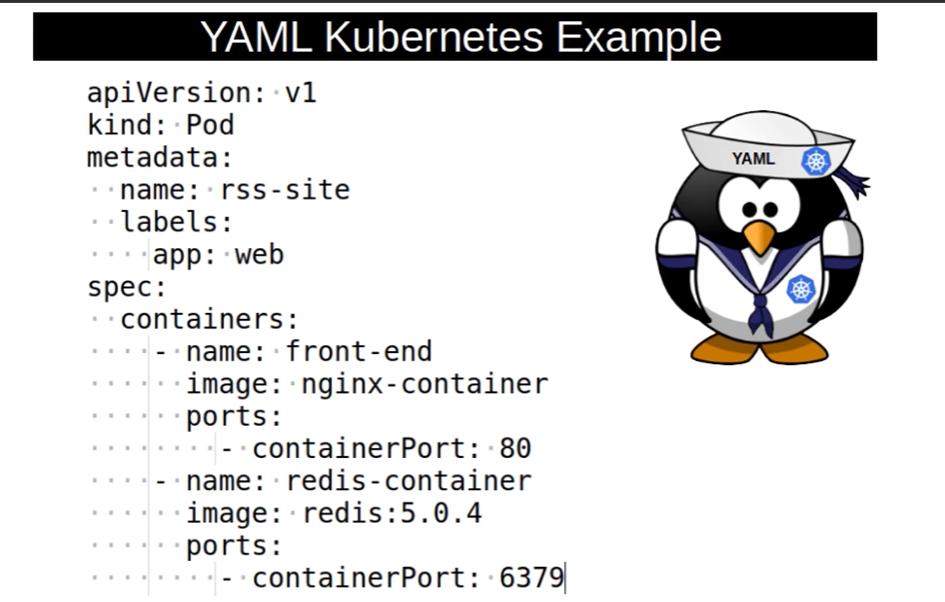 YAML Kubernetes Example
apiVersion: v1
kind: Pod
metadata:
  name: rss-site
  labels:
    app: web
spec:
  containers:
    - name: front-end
      image: nginx-container
      ports:
        - containerPort: 80
    - name: redis-container
      image: redis:5.0.4
      ports:
        - containerPort: 6379
YAML